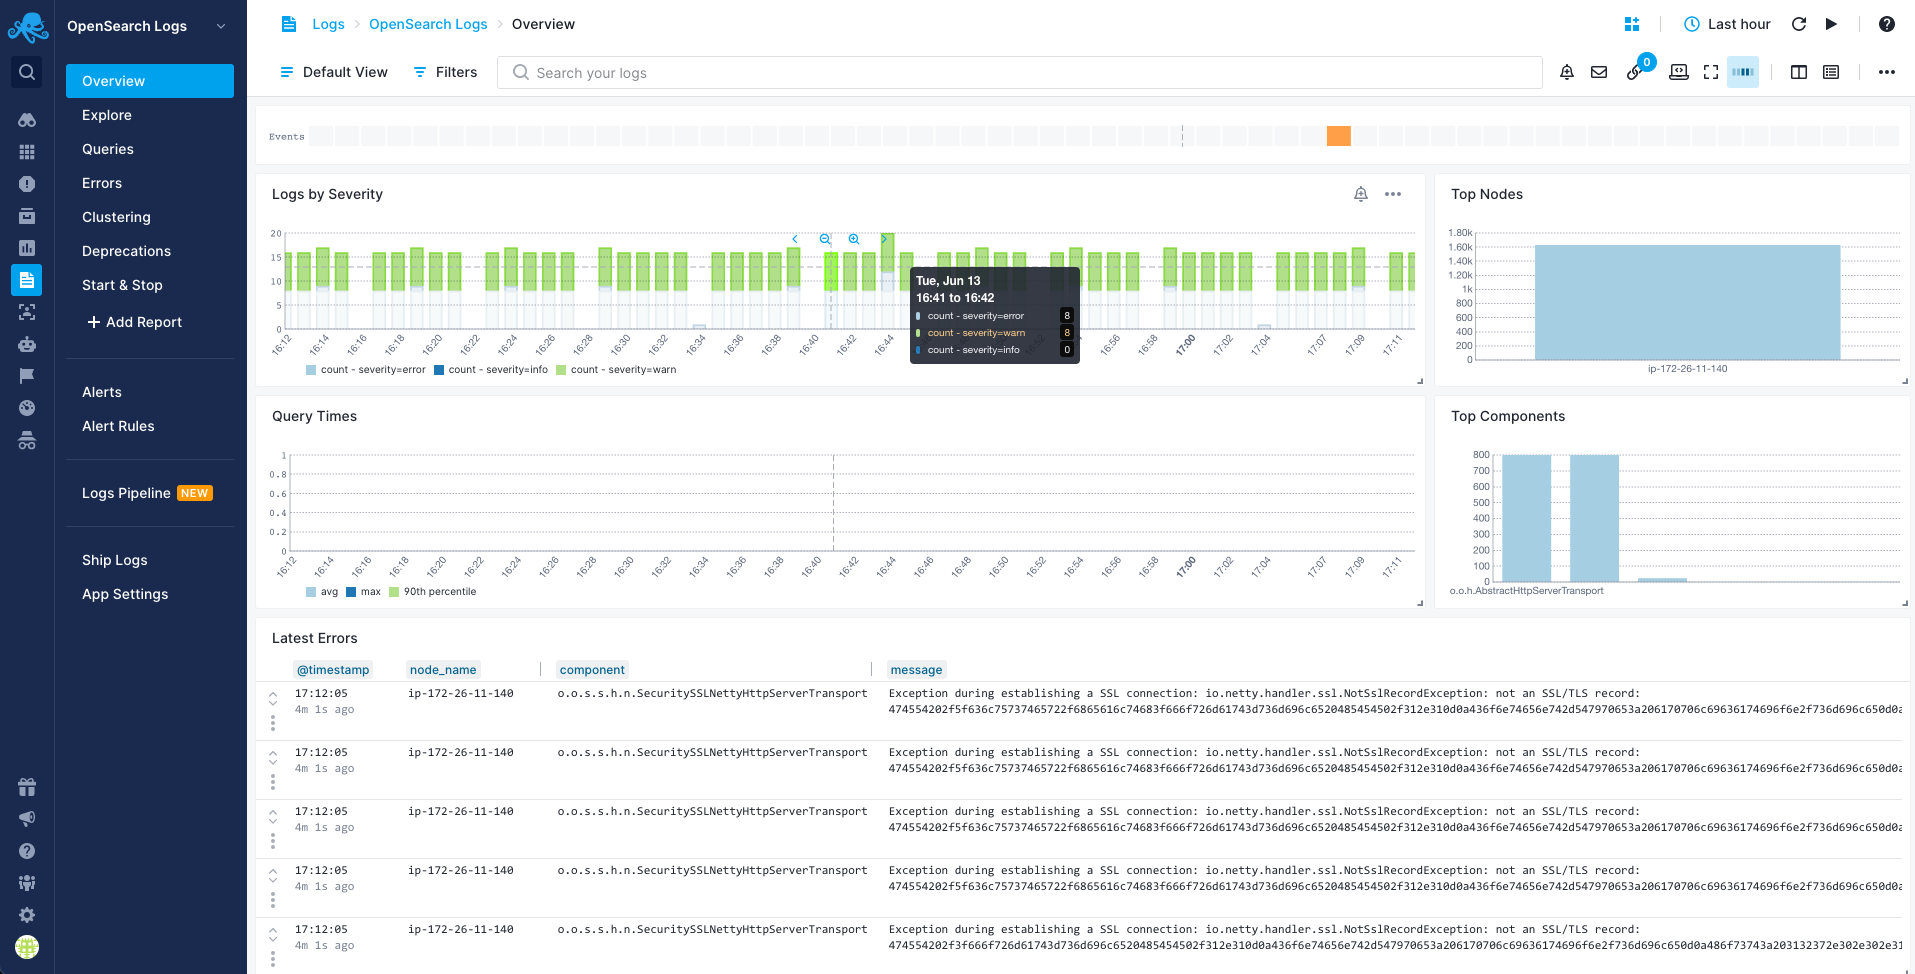 OpenSearch Logs
Overview
Explore
Queries
Errors
Clustering
Deprecations
Start & Stop
Add Report
Alerts
Alert Rules
Logs Pipeline NEW
Ship Logs
App Settings
Logs OpenSearch Logs Overview
Last hour
Default View Filters Search your logs
0
Events
Logs by Severity
20
15
10
5
0
16:12 16:14 16:16 16:18 16:20 16:22 16:24 16:26 16:28 16:30 16:32 16:34 16:36 16:38 16:40 16:42 16:44 16:56 16:58 17:00 17:02 17:04 17:07 17:09 17:11
count - severity=error count - severity=info count - severity=warn
Tue, Jun 13
16:41 to 16:42
count - severity=error 8
count - severity=warn 8
count - severity=info 0
Top Nodes
1.80k
1.60k
1.40k
1.20k
1k
800
600
400
200
0
ip-172-26-11-140
Query Times
1
0.8
0.6
0.4
0.2
0
16:12 16:14 16:16 16:18 16:20 16:22 16:24 16:26 16:28 16:30 16:32 16:34 16:36 16:38 16:40 16:42 16:44 16:46 16:48 16:50 16:52 16:54 16:56 16:58 17:00 17:02 17:04 17:07 17:09 17:11
avg max 90th percentile
Top Components
800
700
600
500
400
300
200
100
0
o.o.h.AbstractHttpServerTransport
Latest Errors
@timestamp node_name component message
17:12:05 ip-172-26-11-140 o.o.s.s.h.n.SecuritySSLNettyHttpServerTransport Exception during establishing a SSL connection: io.netty.handler.ssl.NotSslRecordException: not an SSL/TLS record:
4m 1s ago 474554202f5f636c75737465722f6865616c74683f666f726d61743d736d696c6520485454502f312e310d0a436f6e74656e742d547970653a206170706c69636174696f6e2f736d696c650d0a
17:12:05 ip-172-26-11-140 o.o.s.s.h.n.SecuritySSLNettyHttpServerTransport Exception during establishing a SSL connection: io.netty.handler.ssl.NotSslRecordException: not an SSL/TLS record:
4m 1s ago 474554202f5f636c75737465722f6865616c74683f666f726d61743d736d696c6520485454502f312e310d0a436f6e74656e742d547970653a206170706c69636174696f6e2f736d696c650d0a
17:12:05 ip-172-26-11-140 o.o.s.s.h.n.SecuritySSLNettyHttpServerTransport Exception during establishing a SSL connection: io.netty.handler.ssl.NotSslRecordException: not an SSL/TLS record:
4m 1s ago 474554202f5f636c75737465722f6865616c74683f666f726d61743d736d696c6520485454502f312e310d0a436f6e74656e742d547970653a206170706c69636174696f6e2f736d696c650d0a
17:12:05 ip-172-26-11-140 o.o.s.s.h.n.SecuritySSLNettyHttpServerTransport Exception during establishing a SSL connection: io.netty.handler.ssl.NotSslRecordException: not an SSL/TLS record:
4m 1s ago 474554202f5f636c75737465722f6865616c74683f666f726d61743d736d696c6520485454502f312e310d0a436f6e74656e742d547970653a206170706c69636174696f6e2f736d696c650d0a
17:12:05 ip-172-26-11-140 o.o.s.s.h.n.SecuritySSLNettyHttpServerTransport Exception during establishing a SSL connection: io.netty.handler.ssl.NotSslRecordException: not an SSL/TLS record:
4m 1s ago 474554202f3f666f726d61743d736d696c6520485454502f312e310d0a436f6e74656e742d547970653a206170706c69636174696f6e2f736d696c650d0a486f73743a203132372e302e302e31